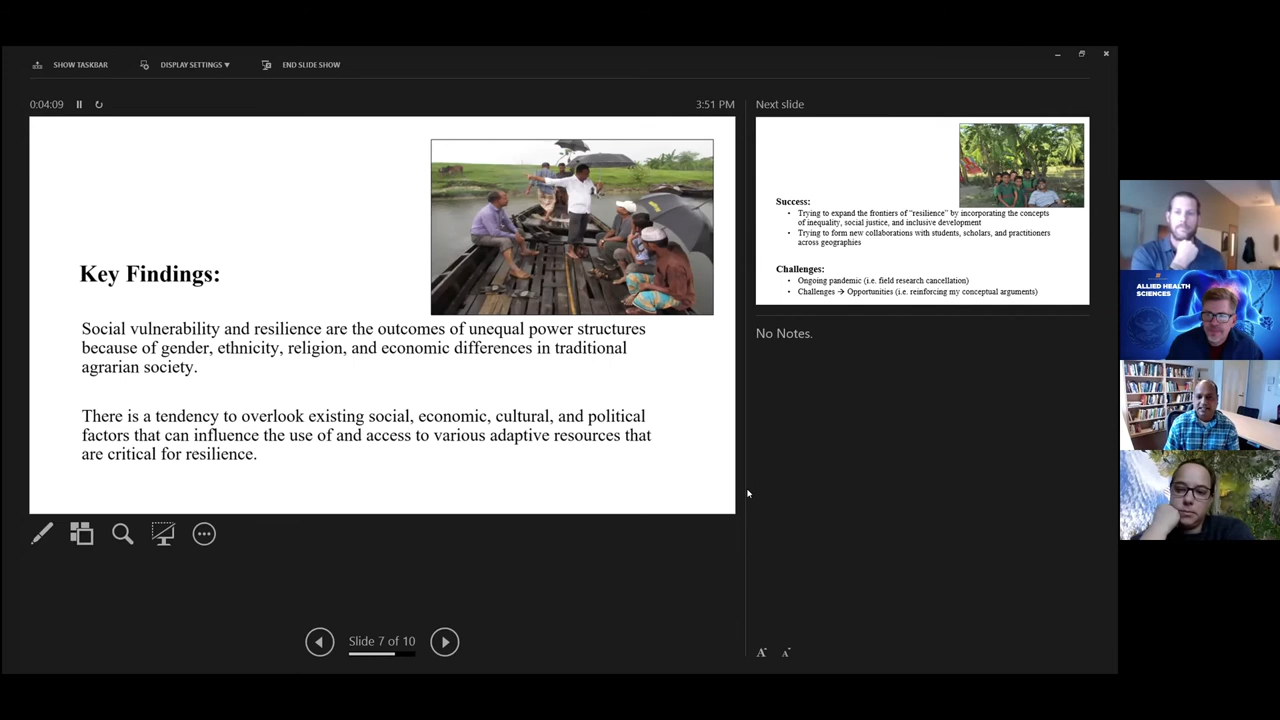 SHOW TASKBAR
DISPLAY SETTINGS ▼
END SLIDE SHOW
0:04:09
3:51 PM
Key Findings:
Social vulnerability and resilience are the outcomes of unequal power structures
because of gender, ethnicity, religion, and economic differences in traditional
agrarian society.
There is a tendency to overlook existing social, economic, cultural, and political
factors that can influence the use of and access to various adaptive resources that
are critical for resilience.
Slide 7 of 10
Next slide
Success:
• Trying to expand the frontiers of “resilience” by incorporating the concepts
of inequality, social justice, and inclusive development
• Trying to form new collaborations with students, scholars, and practitioners
across geographies
Challenges:
• Ongoing pandemic (i.e. field research cancellation)
• Challenges → Opportunities (i.e. reinforcing my conceptual arguments)
No Notes.
A A
ALLIED HEALTH
SCIENCES